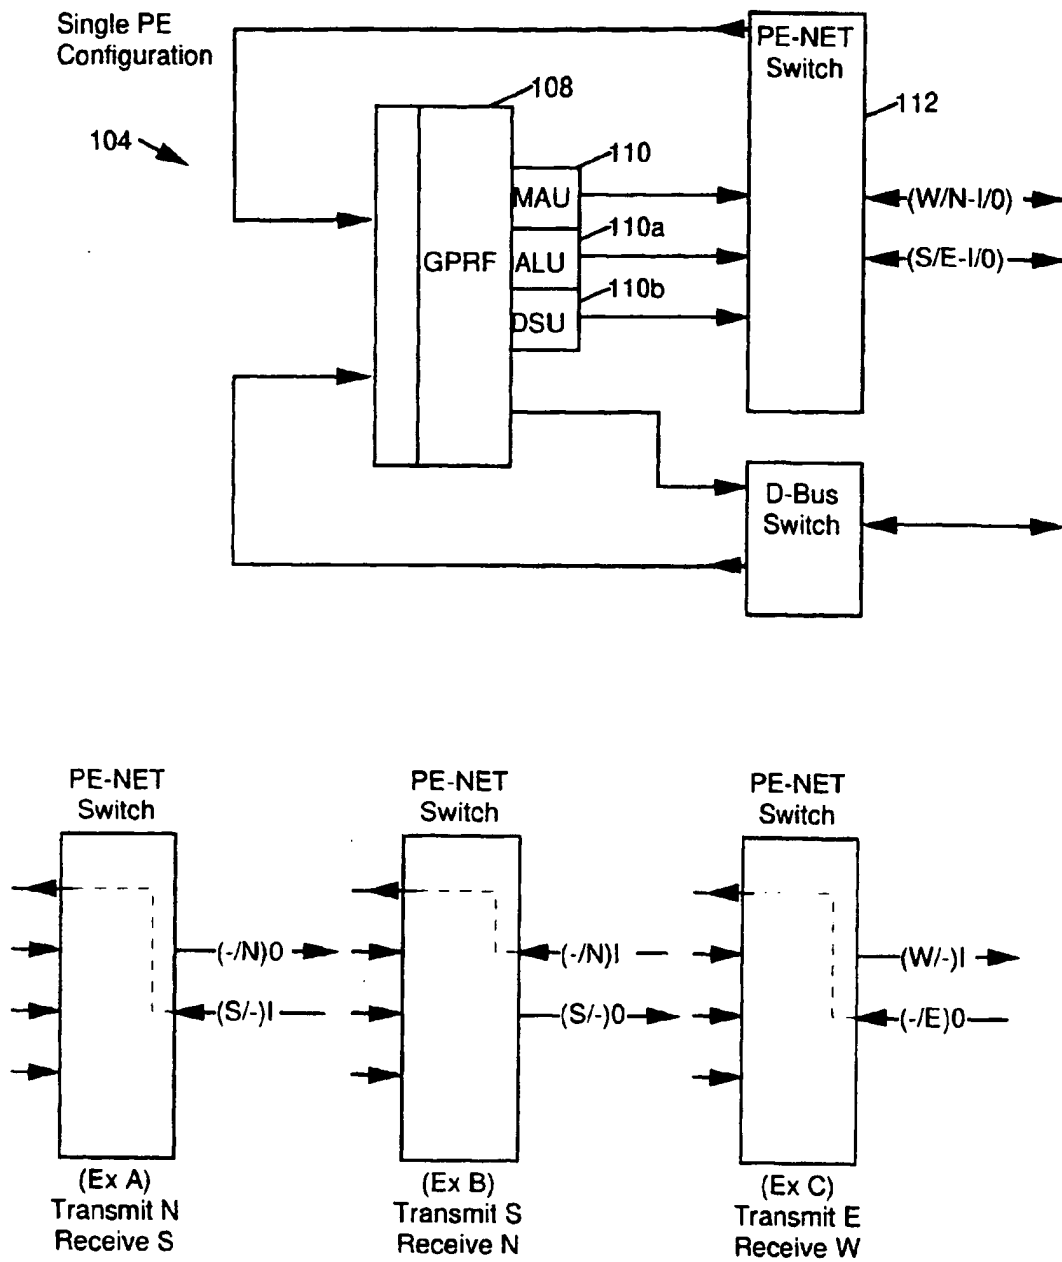 Single PE
Configuration
PE-NET
Switch
108
112
104
110
MAU
(W/N-I/0)
110a
GPRF
ALU
(S/E-I/0)
110b
DSU
D-Bus
Switch
PE-NET
Switch
PE-NET
Switch
PE-NET
Switch
(-/N)0
(S/-)I
(-/N)I
(S/-)0
(W/-)I
(-/E)0
(Ex A)
Transmit N
Receive S
(Ex B)
Transmit S
Receive N
(Ex C)
Transmit E
Receive W